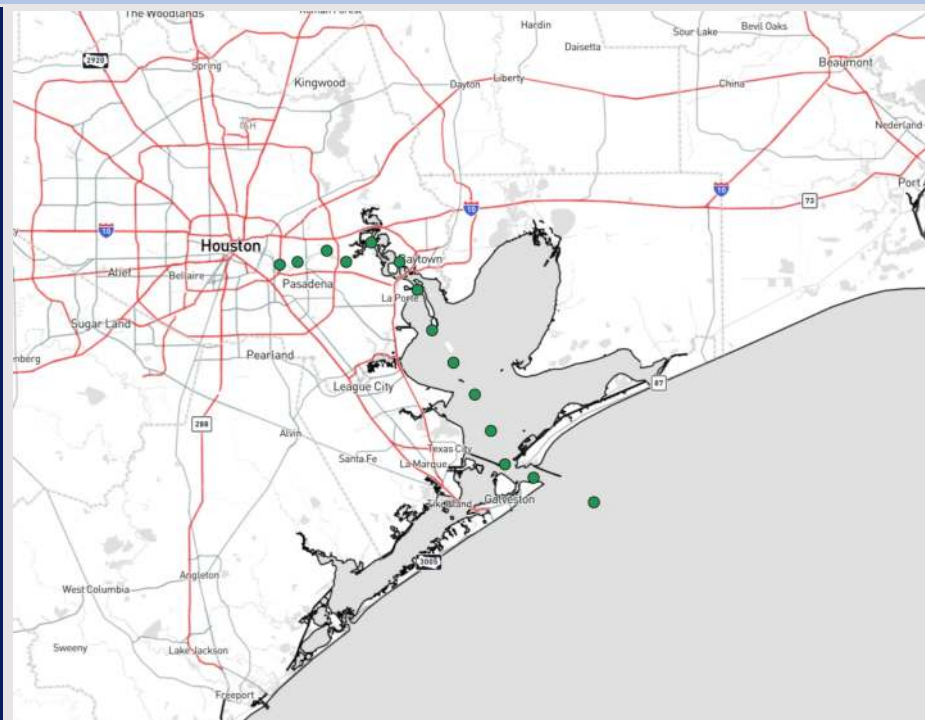 The Woodlands
Hardin
Bevil Oaks
Sour Lake
Daisetta
2920
Spring
Beaumont
Kingwood
Liberty
Dayton
China
IAH
Nederland
Port
10
73
10
10
Houston
Baytown
Alief
Bellaire
Pasadena
La Porte
Sugar Land
Pearland
League City
87
288
Alvin
Texas City
Santa Fe
La Marque
Galveston
Tiki Island
3005
Angleton
West Columbia
Sweeny
Lake Jackson
Freeport